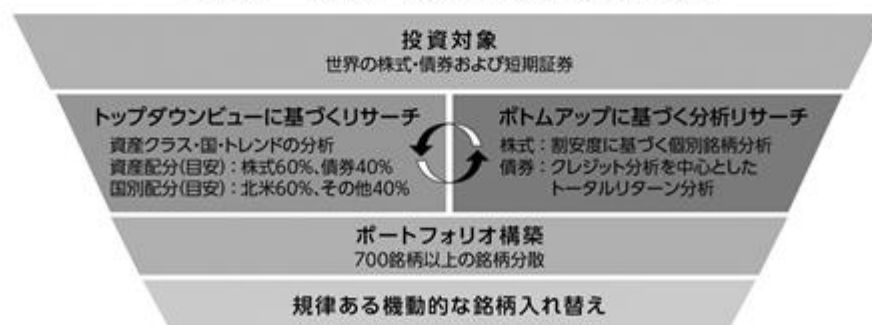 投資対象
世界の株式・債券および短期証券
トップダウンビューに基づくリサーチ
資産クラス・国・トレンドの分析
資産配分(目安)：株式60%、債券40%
国別配分(目安)：北米60%、その他40%
ボトムアップに基づく分析リサーチ
株式：割安度に基づく個別銘柄分析
債券：クレジット分析を中心とした
トータルリターン分析
ポートフォリオ構築
700銘柄以上の銘柄分散
規律ある機動的な銘柄入れ替え